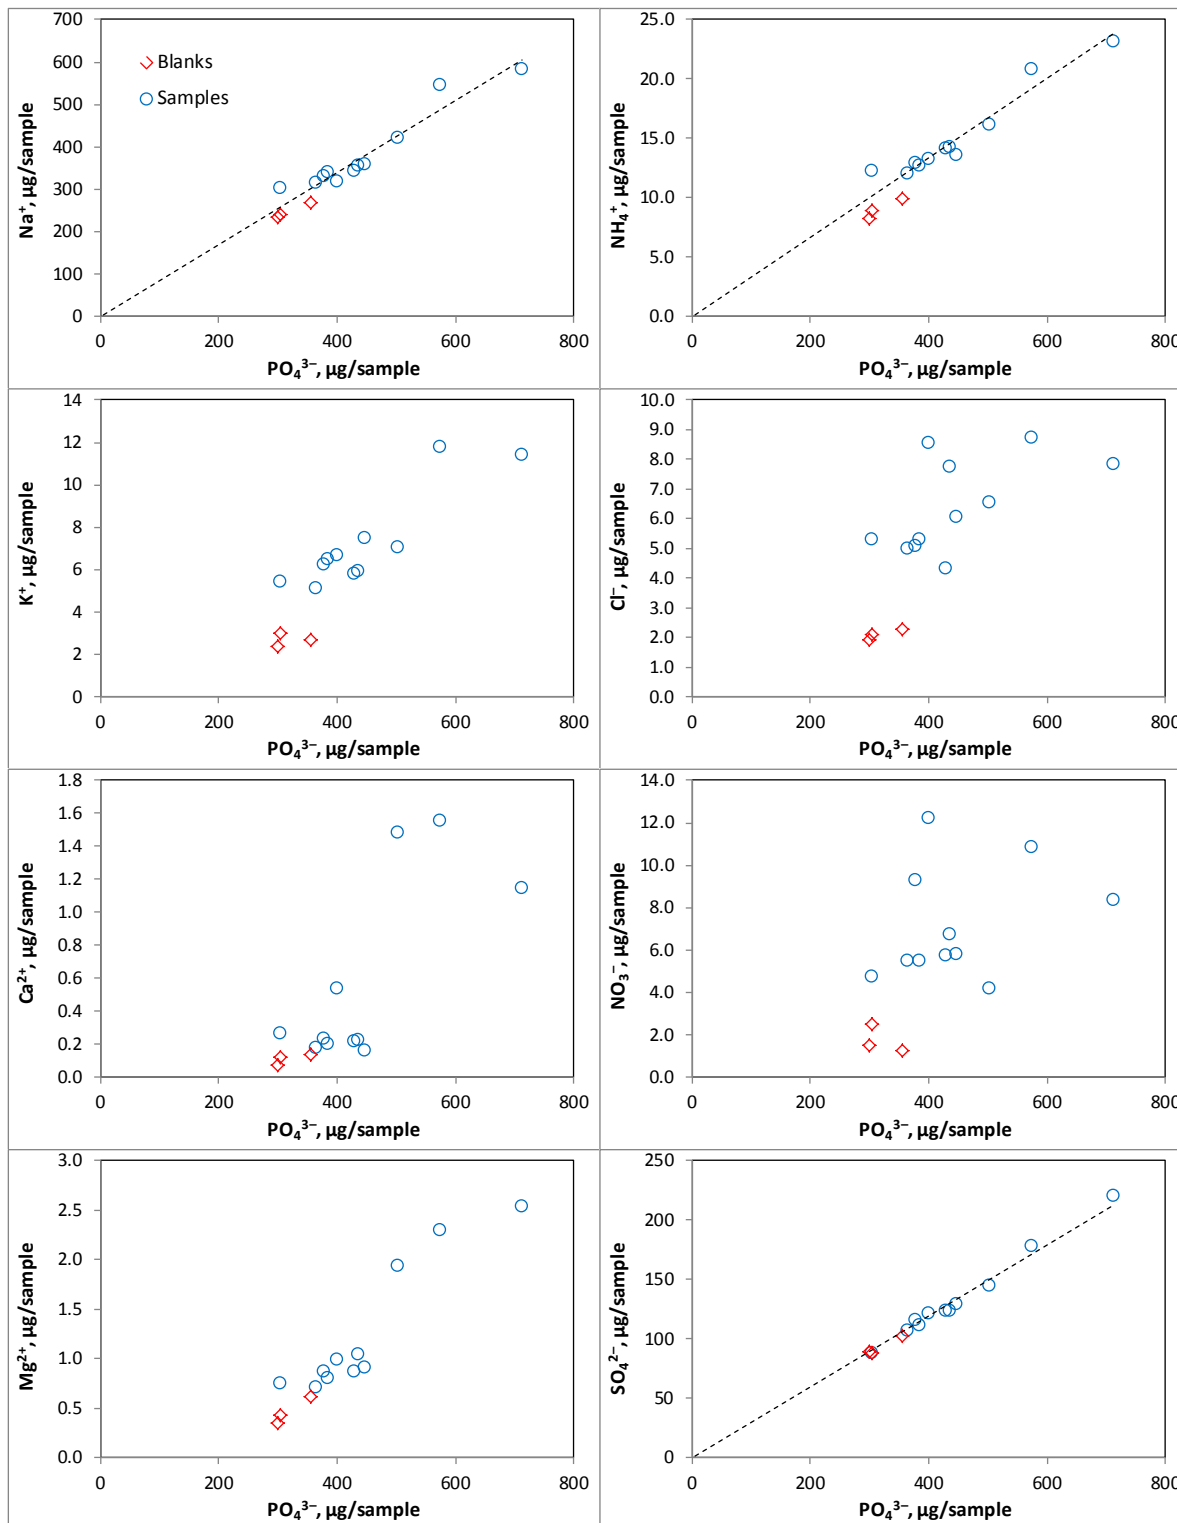 700
600
500
400
300
200
100
0
Na⁺, µg/sample
Blanks
Samples
0 200 400 600 800
PO₄³⁻, µg/sample
25.0
20.0
15.0
10.0
5.0
0.0
NH₄⁺, µg/sample
0 200 400 600 800
PO₄³⁻, µg/sample
14
12
10
8
6
4
2
0
K⁺, µg/sample
0 200 400 600 800
PO₄³⁻, µg/sample
10.0
9.0
8.0
7.0
6.0
5.0
4.0
3.0
2.0
1.0
0.0
Cl⁻, µg/sample
0 200 400 600 800
PO₄³⁻, µg/sample
1.8
1.6
1.4
1.2
1.0
0.8
0.6
0.4
0.2
0.0
Ca²⁺, µg/sample
0 200 400 600 800
PO₄³⁻, µg/sample
14.0
12.0
10.0
8.0
6.0
4.0
2.0
0.0
NO₃⁻, µg/sample
0 200 400 600 800
PO₄³⁻, µg/sample
3.0
2.5
2.0
1.5
1.0
0.5
0.0
Mg²⁺, µg/sample
0 200 400 600 800
PO₄³⁻, µg/sample
250
200
150
100
50
0
SO₄²⁻, µg/sample
0 200 400 600 800
PO₄³⁻, µg/sample